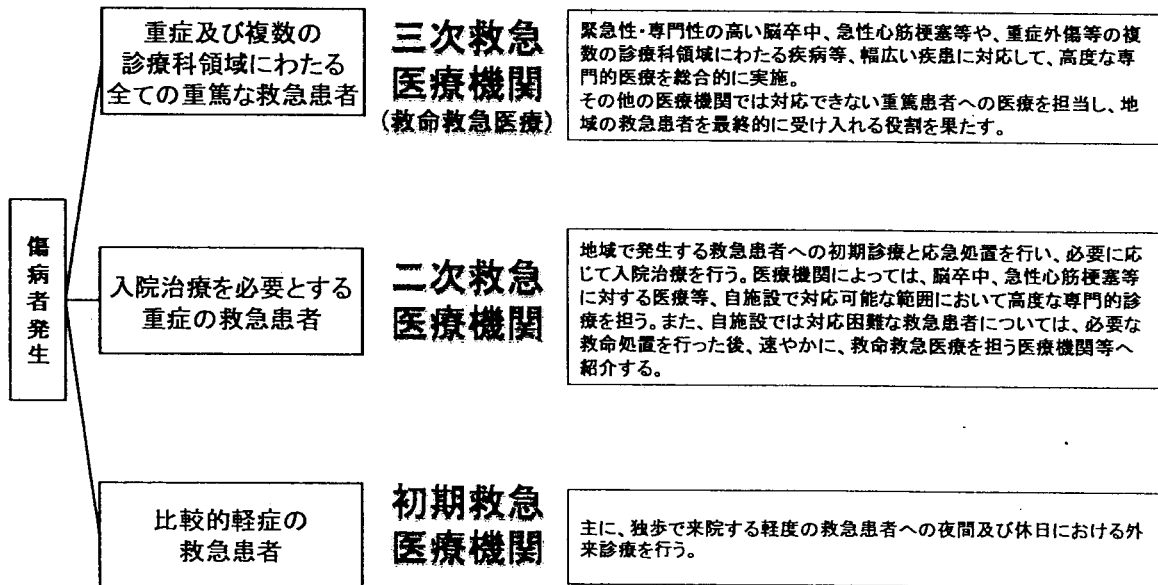 重症及び複数の
診療科領域にわたる
全ての重篤な救急患者
三次救急
医療機関
(救命救急医療)
緊急性・専門性の高い脳卒中、急性心筋梗塞等や、重症外傷等の複
数の診療科領域にわたる疾病等、幅広い疾患に対応して、高度な専
門的医療を総合的に実施。
その他の医療機関では対応できない重篤患者への医療を担当し、地
域の救急患者を最終的に受け入れる役割を果たす。
傷病者発生
入院治療を必要とする
重症の救急患者
二次救急
医療機関
地域で発生する救急患者への初期診療と応急処置を行い、必要に応
じて入院治療を行う。医療機関によっては、脳卒中、急性心筋梗塞等
に対する医療等、自施設で対応可能な範囲において高度な専門的診
療を担う。また、自施設では対応困難な救急患者については、必要な
救命処置を行った後、速やかに、救命救急医療を担う医療機関等へ
紹介する。
比較的軽症の
救急患者
初期救急
医療機関
主に、独歩で来院する軽度の救急患者への夜間及び休日における外
来診療を行う。